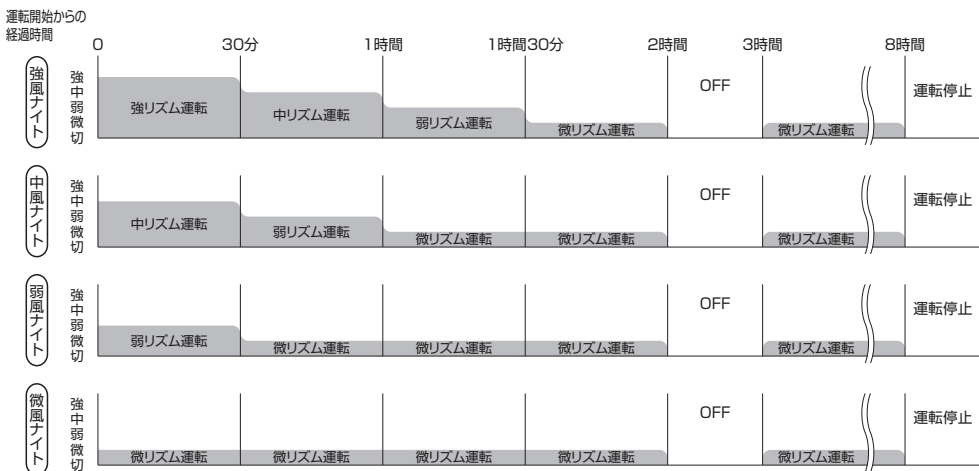 運転開始からの
経過時間
0 30分 1時間 1時間30分 2時間 3時間 8時間
強風ナイト
強
中
弱
微
切
強リズム運転 中リズム運転 弱リズム運転 微リズム運転 OFF 微リズム運転 運転停止
中風ナイト
強
中
弱
微
切
中リズム運転 弱リズム運転 微リズム運転 微リズム運転 OFF 微リズム運転 運転停止
弱風ナイト
強
中
弱
微
切
弱リズム運転 微リズム運転 微リズム運転 微リズム運転 OFF 微リズム運転 運転停止
微風ナイト
強
中
弱
微
切
微リズム運転 微リズム運転 微リズム運転 微リズム運転 OFF 微リズム運転 運転停止